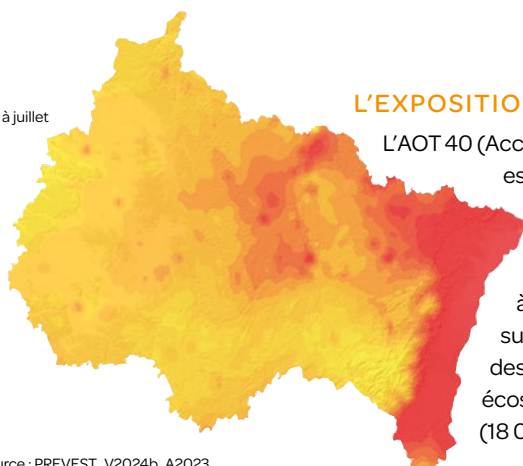 à juillet
L'EXPOSITIO
L'AOT 40 (Acc
es
à
su
des
écos
(18 0
urce : PREVEST_V2024b_A2023